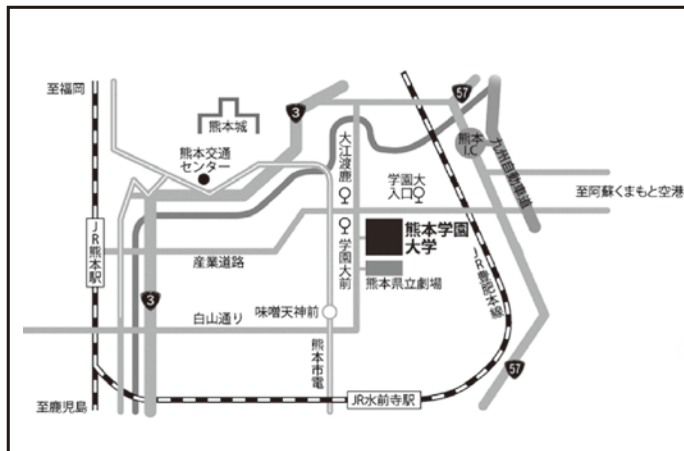 至福岡
熊本城
3
57
熊本交通
センター
大江渡鹿
学園大
入口
熊本
I.C
九州自動車道
至阿蘇くまもと空港
JR熊本駅
産業道路
学園大前
熊本学園
大学
熊本県立劇場
JR豊肥本線
3
白山通り
味噌天神前
熊本市電
57
至鹿児島
JR水前寺駅